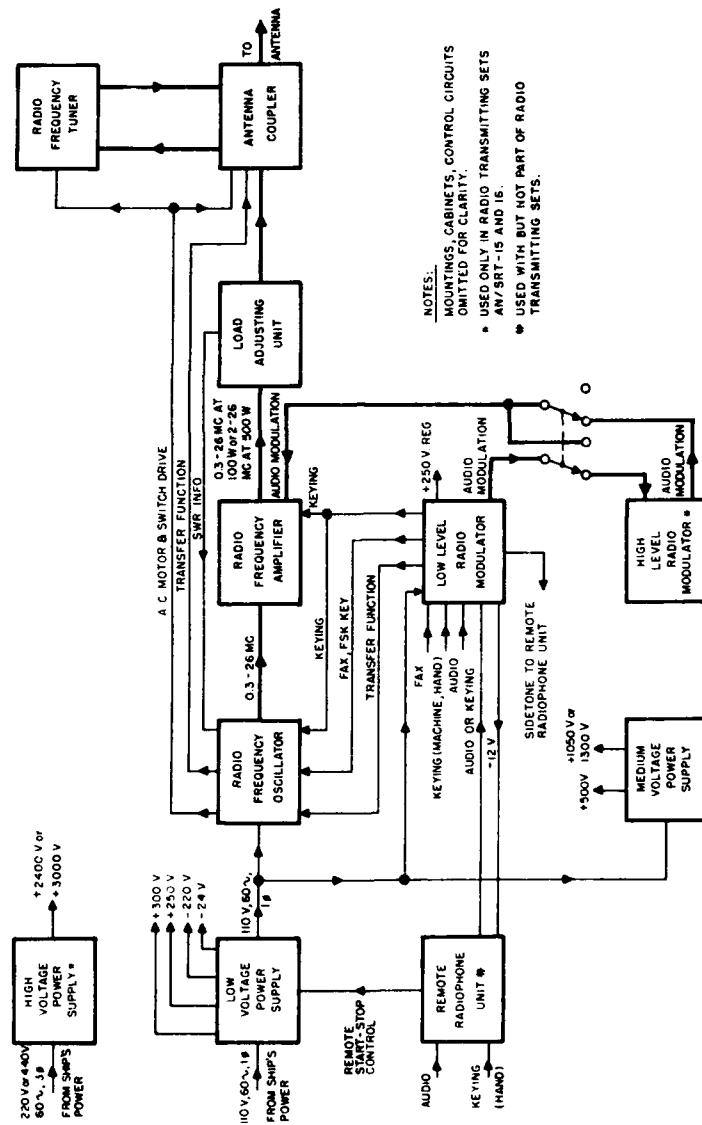 220 V or 440V
60 ∿, 3 ø
FROM SHIP'S
POWER
HIGH
VOLTAGE
POWER
SUPPLY *
+2400 V or
+3000 V
110 V, 60 ∿, 1 ø
FROM SHIP'S
POWER
LOW
VOLTAGE
POWER
SUPPLY
+300 V
+250 V
-220 V
-24 V
110 V, 60 ∿,
1 ø
REMOTE
START-STOP
CONTROL
AUDIO
KEYING
(HAND)
REMOTE
RADIOPHONE
UNIT #
RADIO
FREQUENCY
OSCILLATOR
0.3 - 26 MC
RADIO
FREQUENCY
AMPLIFIER
0.3 - 26 MC AT
100 W or 2 - 26
MC AT 500 W
AUDIO MODULATION
KEYING
LOAD
ADJUSTING
UNIT
ANTENNA
COUPLER
TO
ANTENNA
RADIO
FREQUENCY
TUNER
A C MOTOR & SWITCH DRIVE
TRANSFER FUNCTION
SWR INFO
KEYING
FAX, FSK KEY
TRANSFER FUNCTION
FAX
KEYING (MACHINE, HAND)
AUDIO
AUDIO OR KEYING
-12 V
LOW LEVEL
RADIO
MODULATOR
+250 V REG
AUDIO
MODULATION
SIDETONE TO REMOTE
RADIOPHONE UNIT
+500V
+1050 V or
1300 V
MEDIUM
VOLTAGE
POWER
SUPPLY
HIGH
LEVEL
RADIO
MODULATOR *
AUDIO
MODULATION
NOTES:
MOUNTINGS, CABINETS, CONTROL CIRCUITS
OMITTED FOR CLARITY.
* USED ONLY IN RADIO TRANSMITTING SETS
AN/SRT-15 AND 16.
# USED WITH BUT NOT PART OF RADIO
TRANSMITTING SETS.